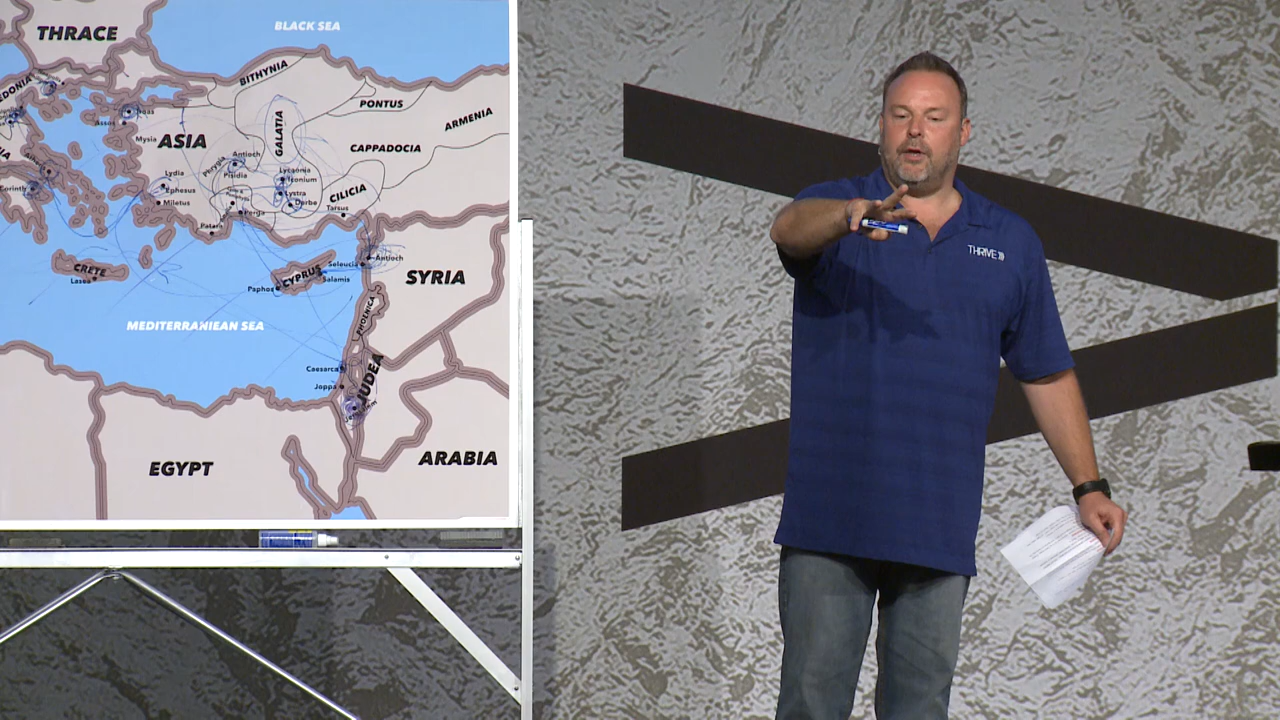 THRACE
BLACK SEA
BITHYNIA
PONTUS
ARMENIA
GALATIA
Assos
Mysia
ASIA
CAPPADOCIA
Phrygia
Antioch
Pisidia
Lycaonia
Iconium
Lydia
Ephesus
Lystra
CILICIA
Miletus
Derbe
Perga
Tarsus
Patara
CRETE
Lasea
CYPRUS
Seleucia
Antioch
Salamis
Paphos
SYRIA
PHOENICA
MEDITERRANIEAN SEA
Caesarea
Joppa
JUDEA
EGYPT
ARABIA
THRIVE